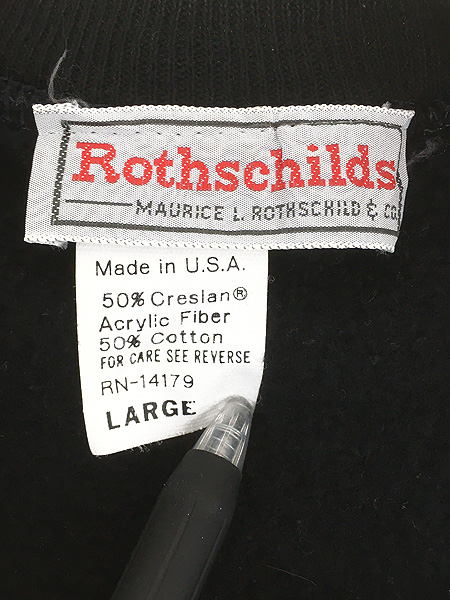 Rothschilds
MAURICE L. ROTHSCHILD & CO.
Made in U.S.A.
50% Creslan®
Acrylic Fiber
50% Cotton
FOR CARE SEE REVERSE
RN-14179
LARGE